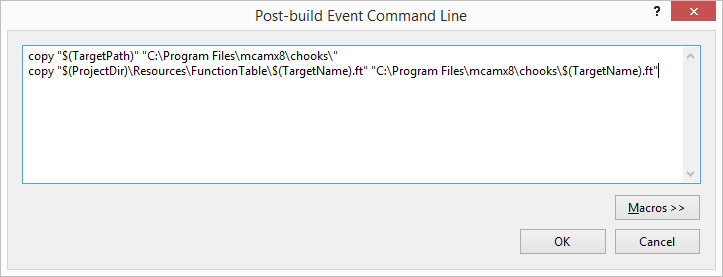 Post-build Event Command Line
? ×
copy "$(TargetPath)" "C:\Program Files\mcamx8\chooks\"
copy "$(ProjectDir)\Resources\FunctionTable\$(TargetName).ft" "C:\Program Files\mcamx8\chooks\$(TargetName).ft"
Macros >>
OK Cancel